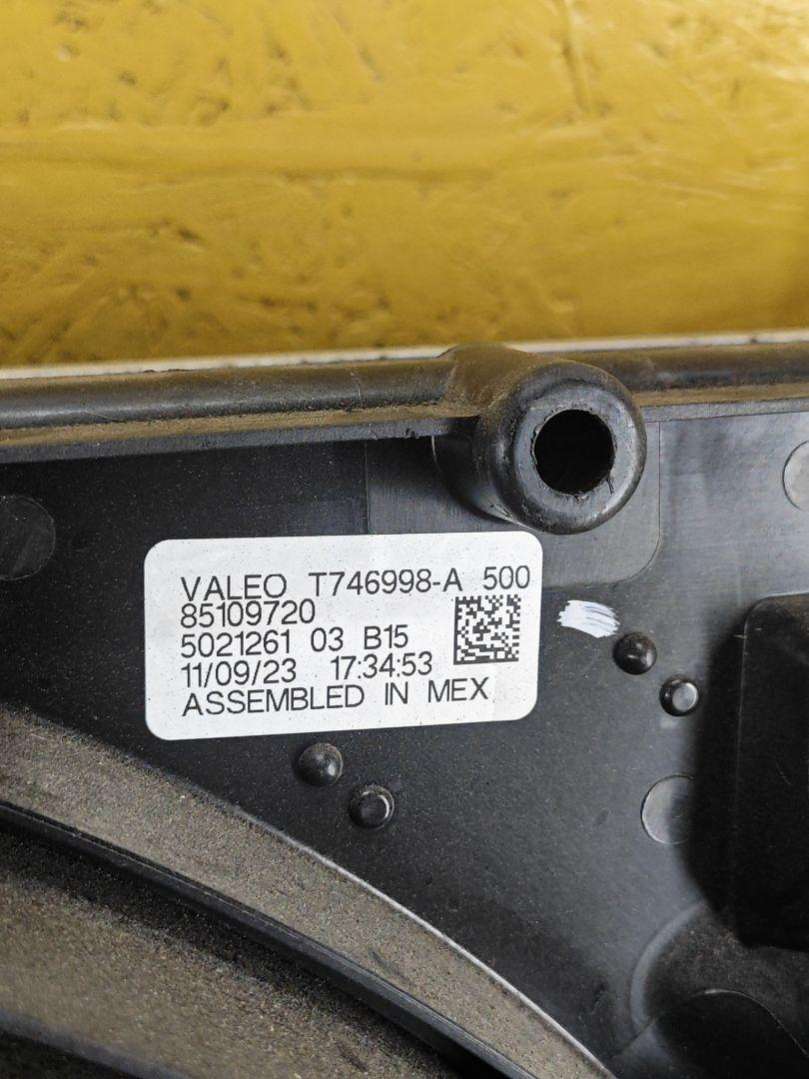 VALEO T746998-A 500
85109720
5021261 03 B15
11/09/23 17:34:53
ASSEMBLED IN MEX